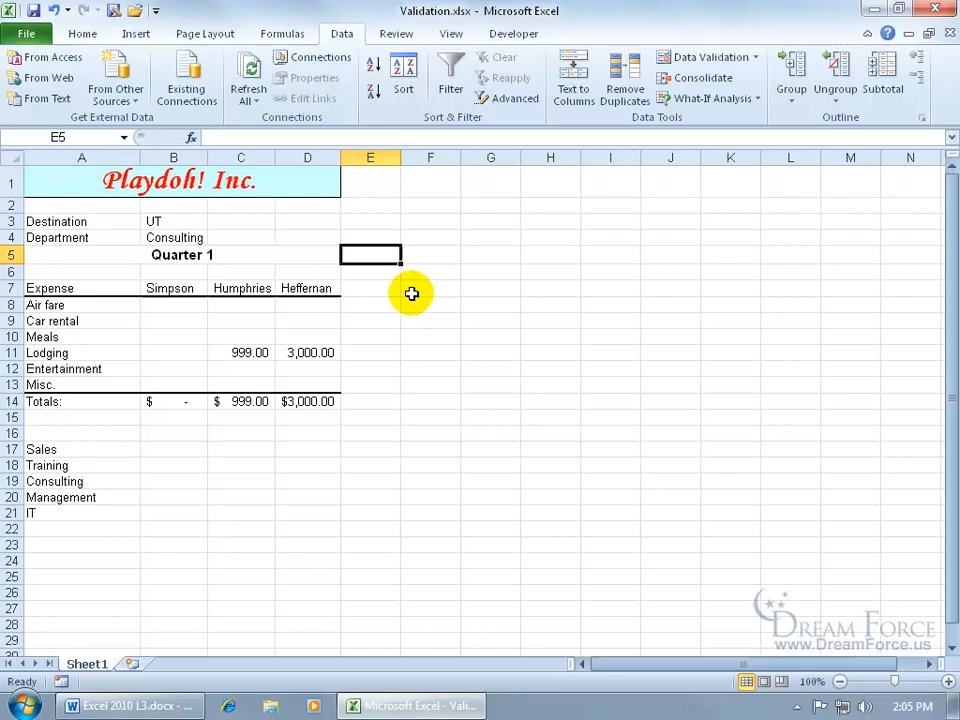 Validation.xlsx - Microsoft Excel
File Home Insert Page Layout Formulas Data Review View Developer
From Access
From Web
From Text
From Other Sources
Existing Connections
Get External Data
Refresh All
Connections
Properties
Edit Links
Connections
Sort
Filter
Clear
Reapply
Advanced
Sort & Filter
Text to Columns
Remove Duplicates
Data Validation
Consolidate
What-If Analysis
Data Tools
Group
Ungroup
Subtotal
Outline
E5 fx
A B C D E F G H I J K L M N
1 Playdoh! Inc.
2
3 Destination UT
4 Department Consulting
5 Quarter 1
6
7 Expense Simpson Humphries Heffernan
8 Air fare
9 Car rental
10 Meals
11 Lodging 999.00 3,000.00
12 Entertainment
13 Misc.
14 Totals: $ - $ 999.00 $3,000.00
15
16
17 Sales
18 Training
19 Consulting
20 Management
21 IT
22
23
24
25
26
27
28
29
DREAM FORCE
www.DreamForce.us
Sheet1
Ready 100%
Excel 2010 L3.docx - ... Microsoft Excel - Vali... 2:05 PM